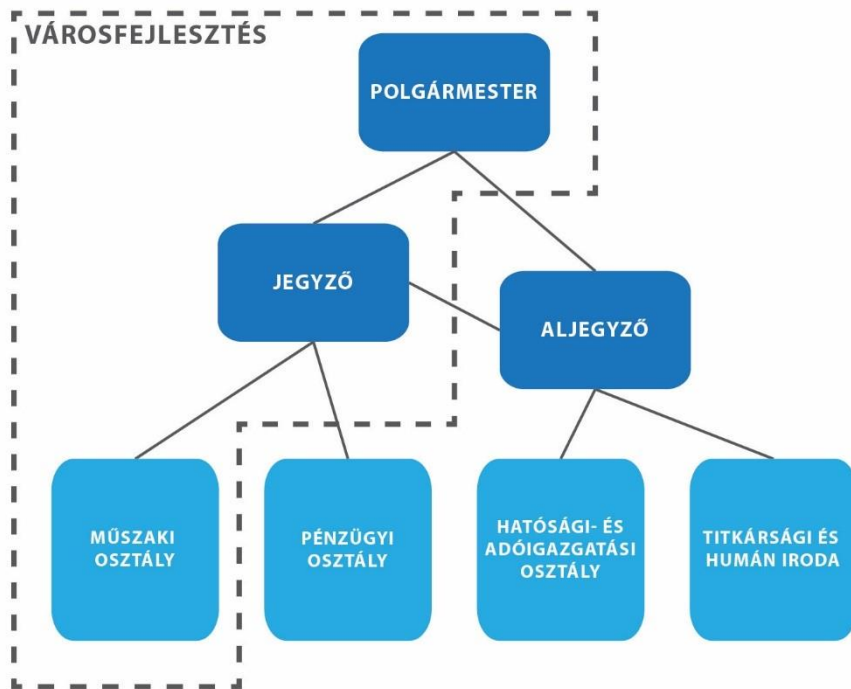 VÁROSFEJLESZTÉS
POLGÁRMESTER
JEGYZŐ
ALJEGYZŐ
MŰSZAKI
OSZTÁLY
PÉNZÜGYI
OSZTÁLY
HATÓSÁGI- ÉS
ADÓIGAZGATÁSI
OSZTÁLY
TITKÁRSÁGI ÉS
HUMÁN IRODA